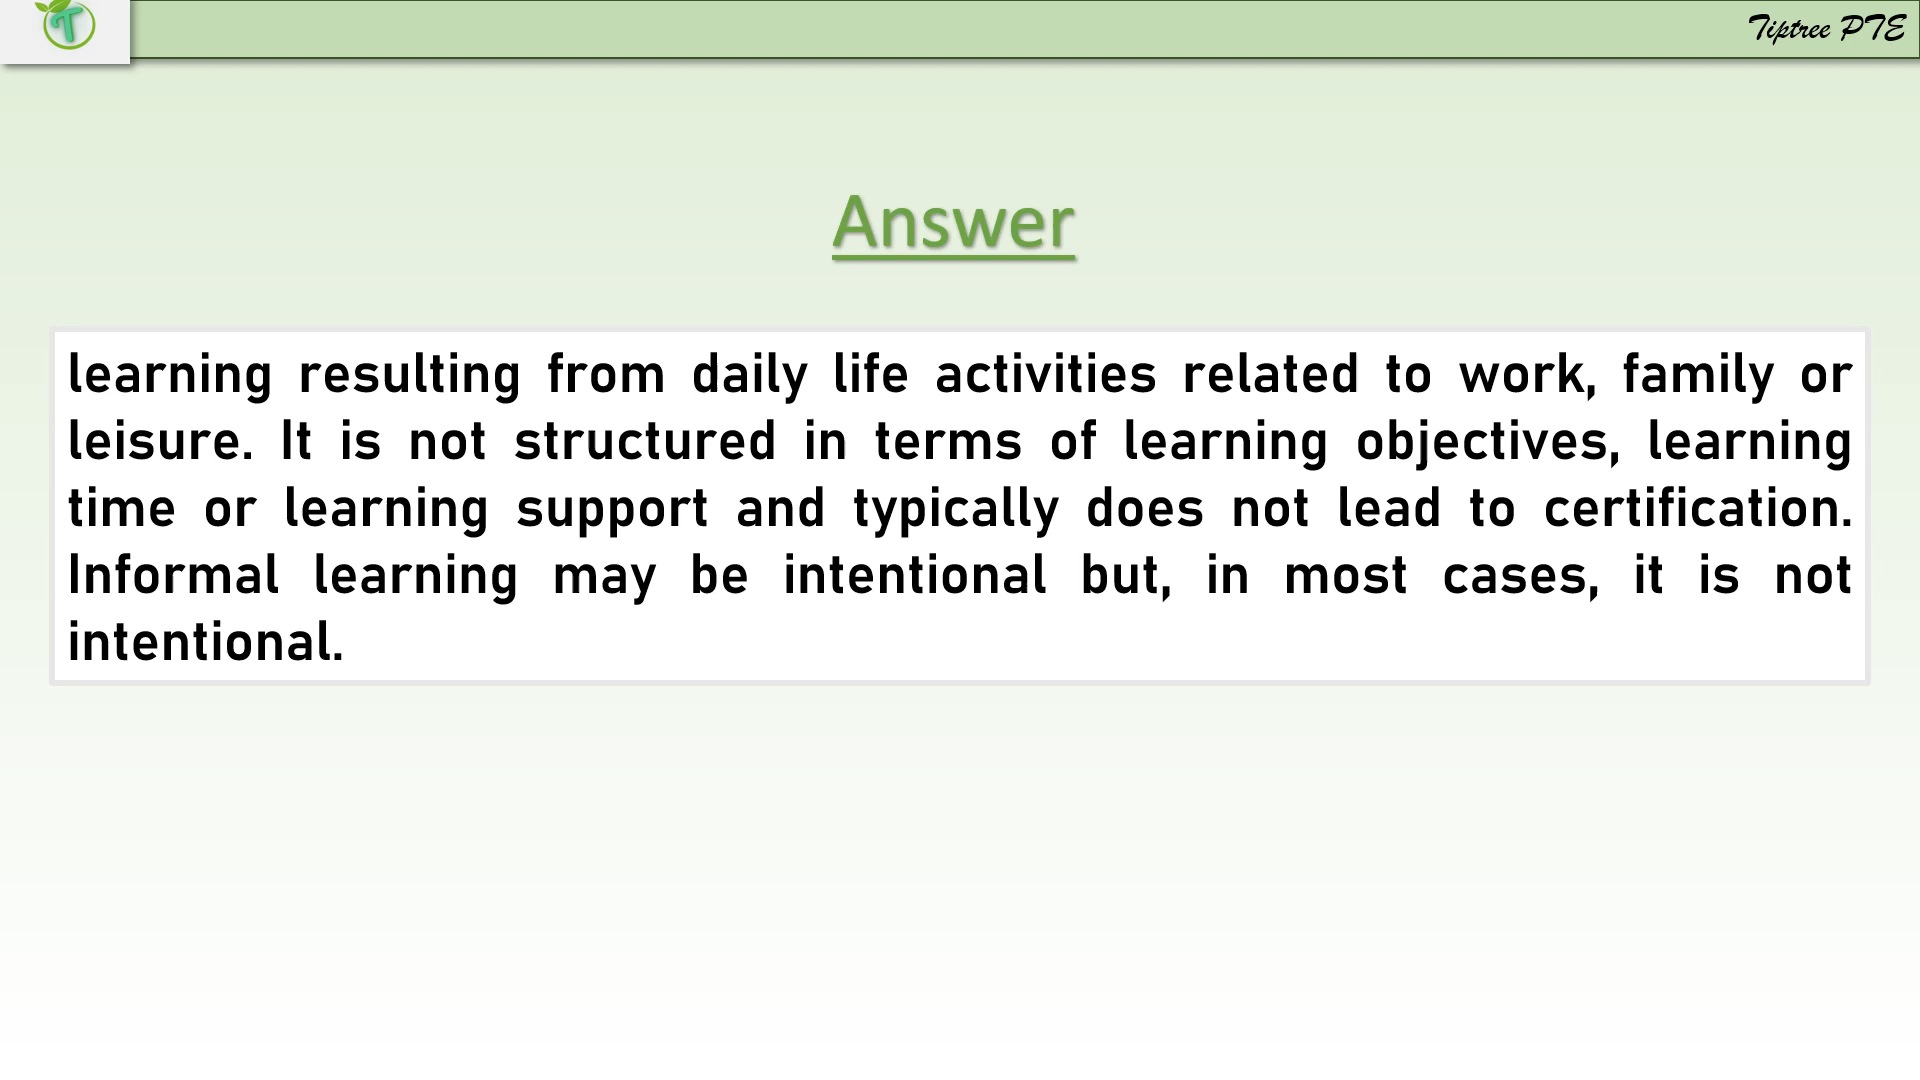 T
Tiptree PTE
Answer
learning resulting from daily life activities related to work, family or
leisure. It is not structured in terms of learning objectives, learning
time or learning support and typically does not lead to certification.
Informal learning may be intentional but, in most cases, it is not
intentional.